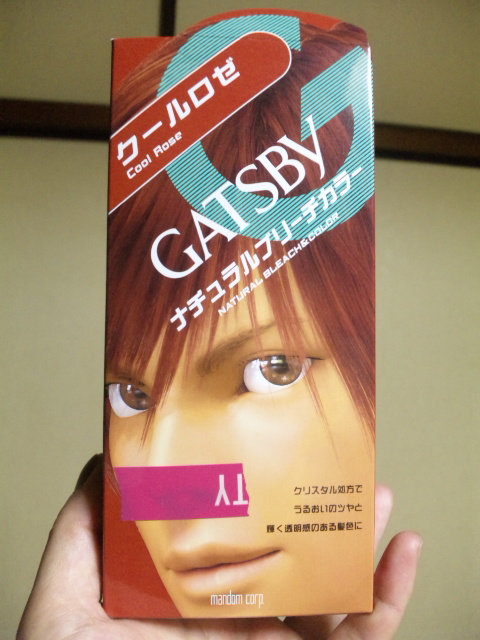 クールロゼ
Cool Rose
GATSBY
ナチュラルブリーチカラー
NATURAL BLEACH&COLOR
TY
クリスタル処方で
うるおいのツヤと
輝く透明感のある髪色に
mandom corp.